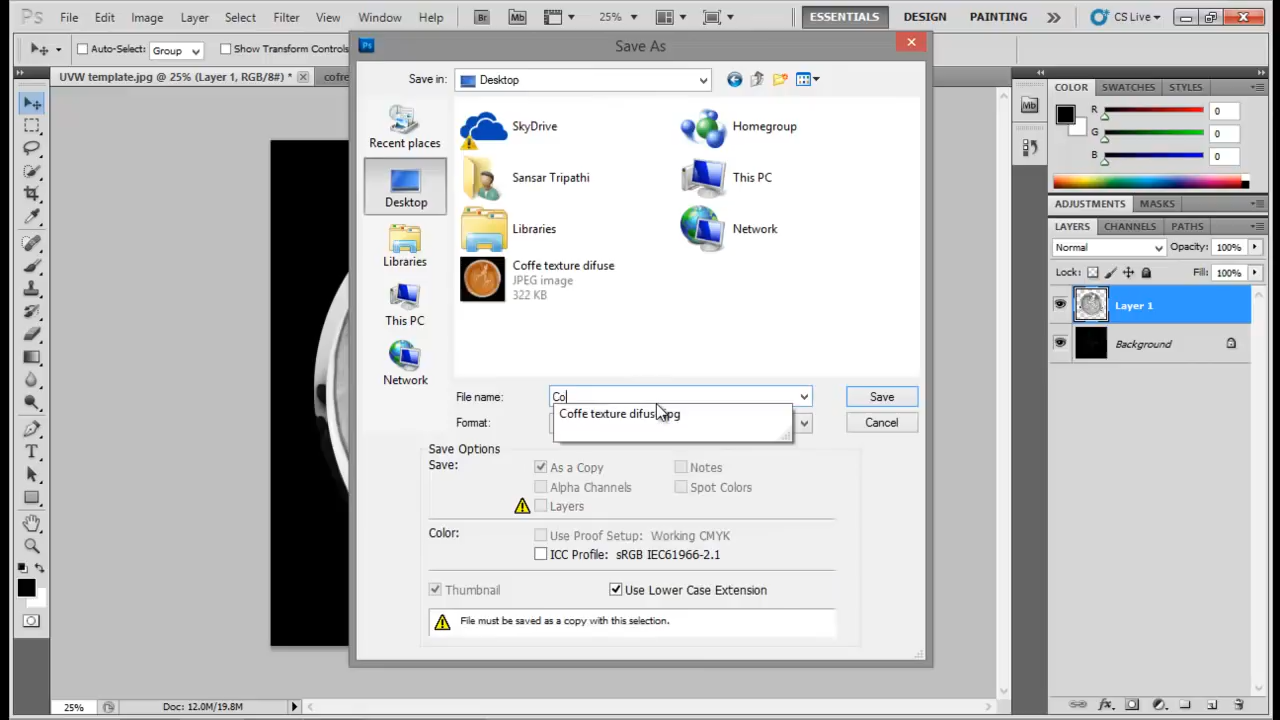 Ps File Edit Image Layer Select Filter View Window Help Br Mb 25% ESSENTIALS DESIGN PAINTING CS Live
Auto-Select: Group Show Transform Controls
UVW template.jpg @ 25% (Layer 1, RGB/8#) *
cofre
Save As
Save in: Desktop
Recent places
Desktop
Libraries
This PC
Network
SkyDrive
Homegroup
Sansar Tripathi
This PC
Libraries
Network
Coffe texture difuse
JPEG image
322 KB
File name: Co
Coffe texture difus
pg
Format:
Save
Cancel
Save Options
Save:
As a Copy
Notes
Alpha Channels
Spot Colors
Layers
Color:
Use Proof Setup: Working CMYK
ICC Profile: sRGB IEC61966-2.1
Thumbnail
Use Lower Case Extension
File must be saved as a copy with this selection.
Mb
COLOR SWATCHES STYLES
R 0
G 0
B 0
ADJUSTMENTS MASKS
LAYERS CHANNELS PATHS
Normal Opacity: 100%
Lock: Fill: 100%
Layer 1
Background
25% Doc: 12.0M/19.8M